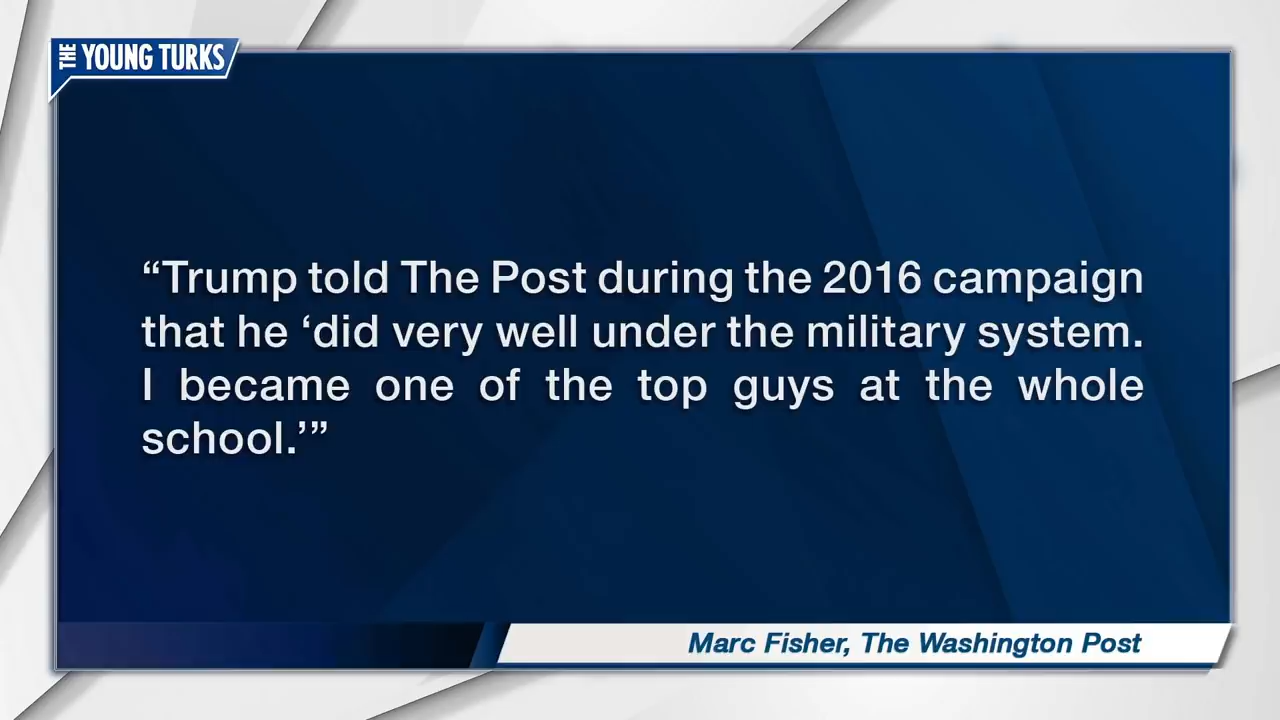 THE YOUNG TURKS
“Trump told The Post during the 2016 campaign
that he ‘did very well under the military system.
I became one of the top guys at the whole
school.’”
Marc Fisher, The Washington Post